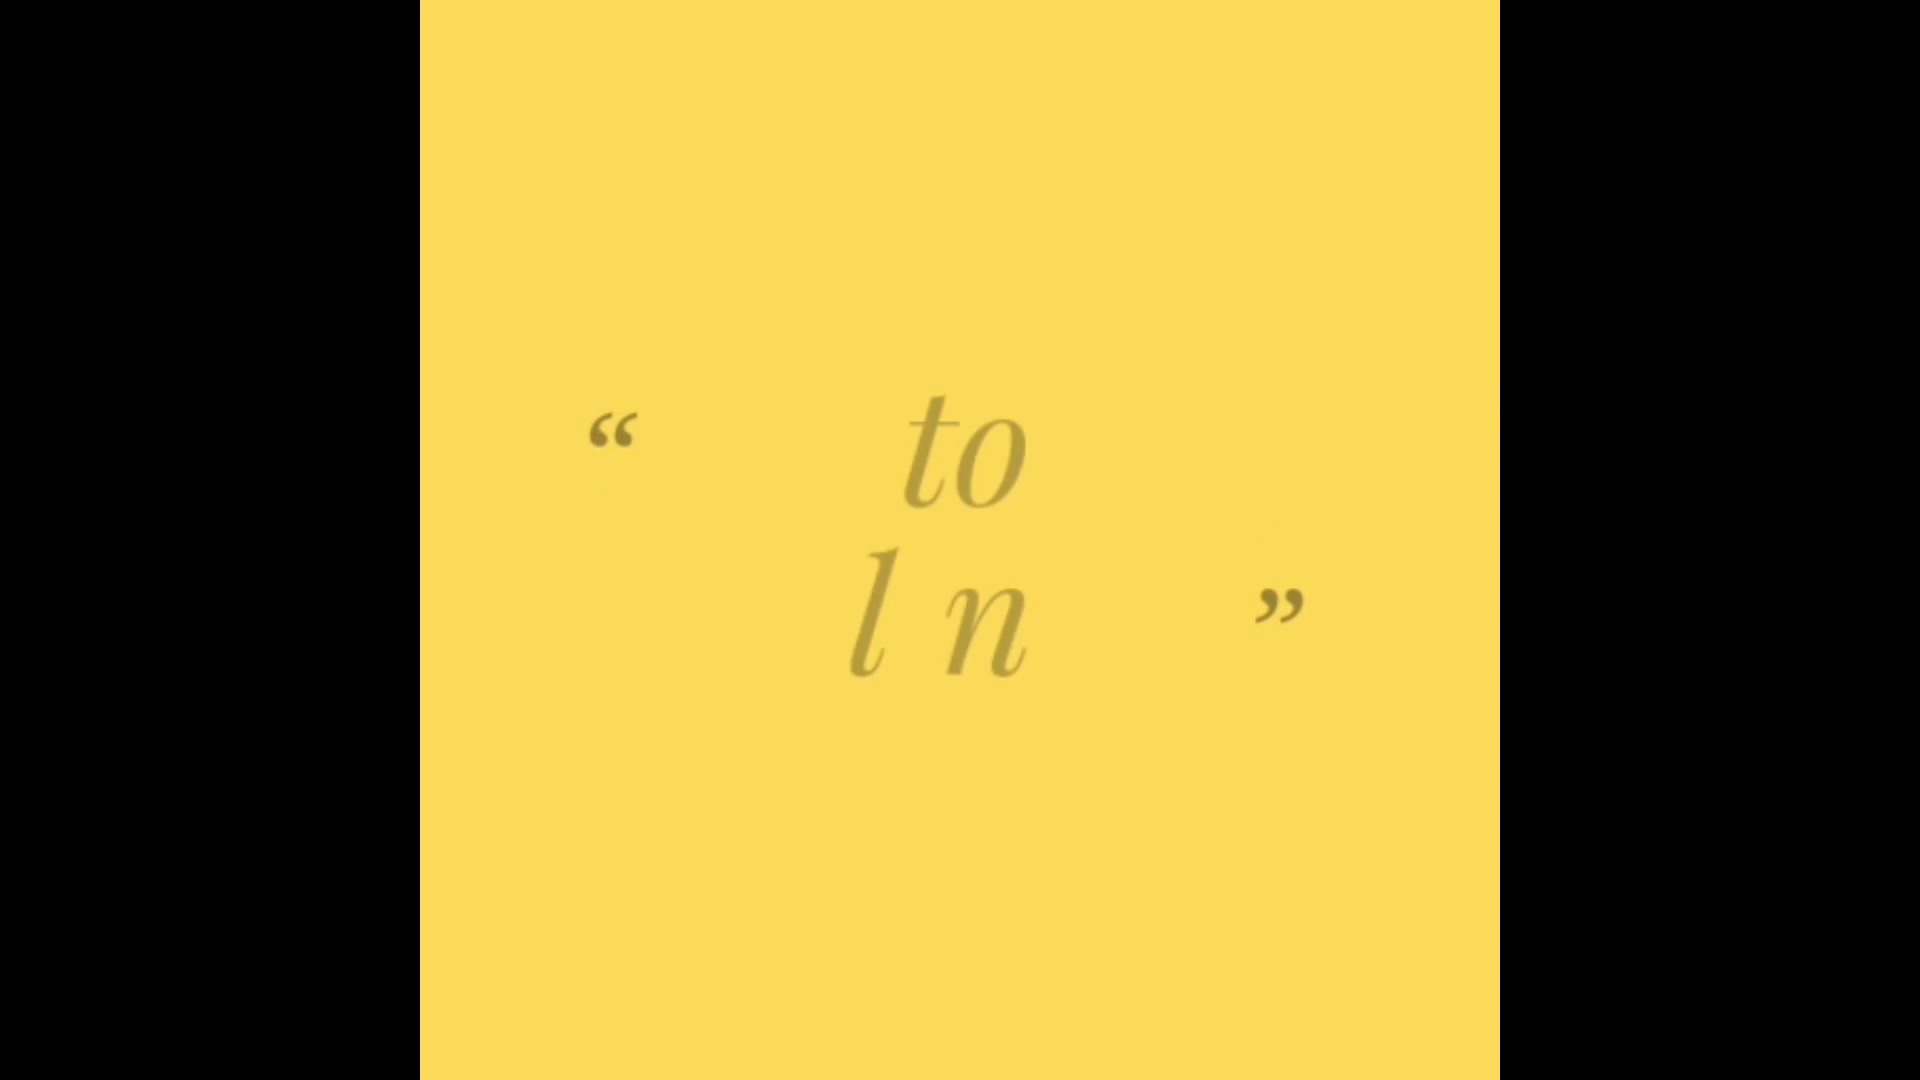 “ to
l n ”